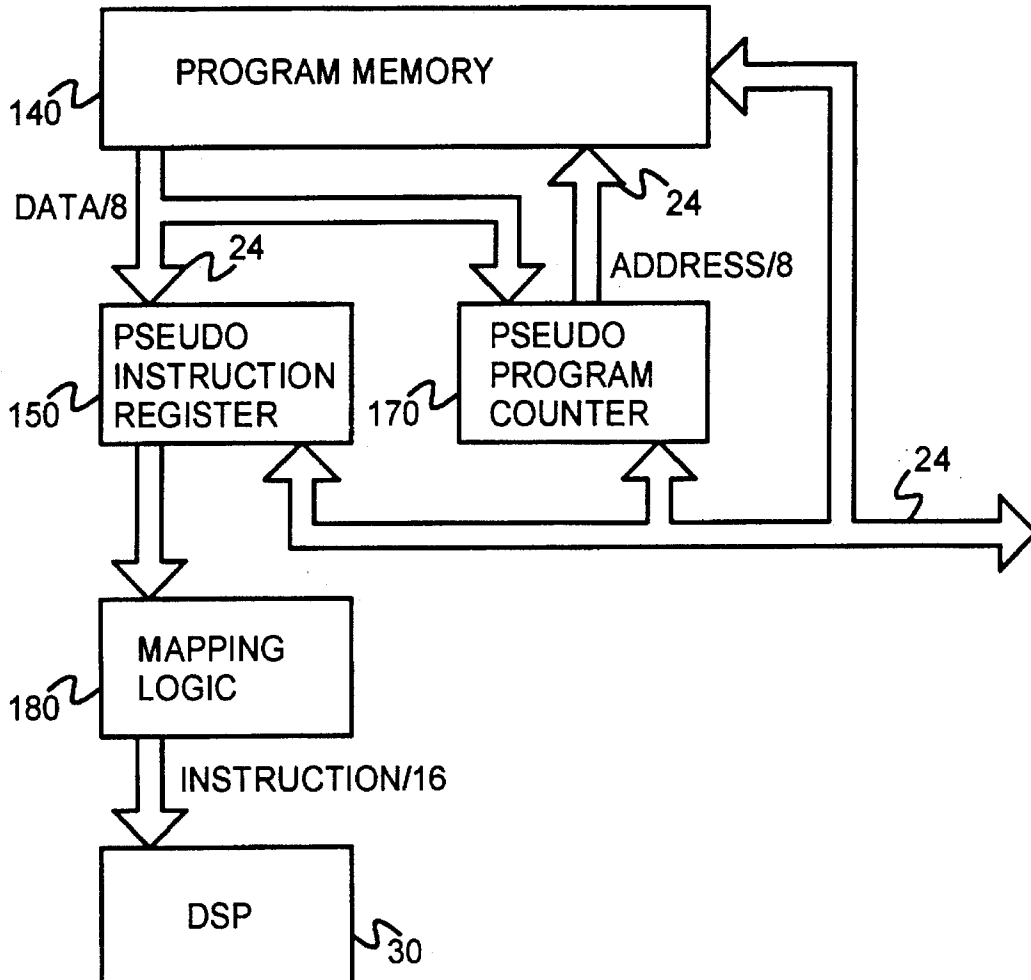 PROGRAM MEMORY
140
DATA/8
24
24
ADDRESS/8
PSEUDO
INSTRUCTION
REGISTER
150
PSEUDO
PROGRAM
COUNTER
170
24
MAPPING
LOGIC
180
INSTRUCTION/16
DSP
30